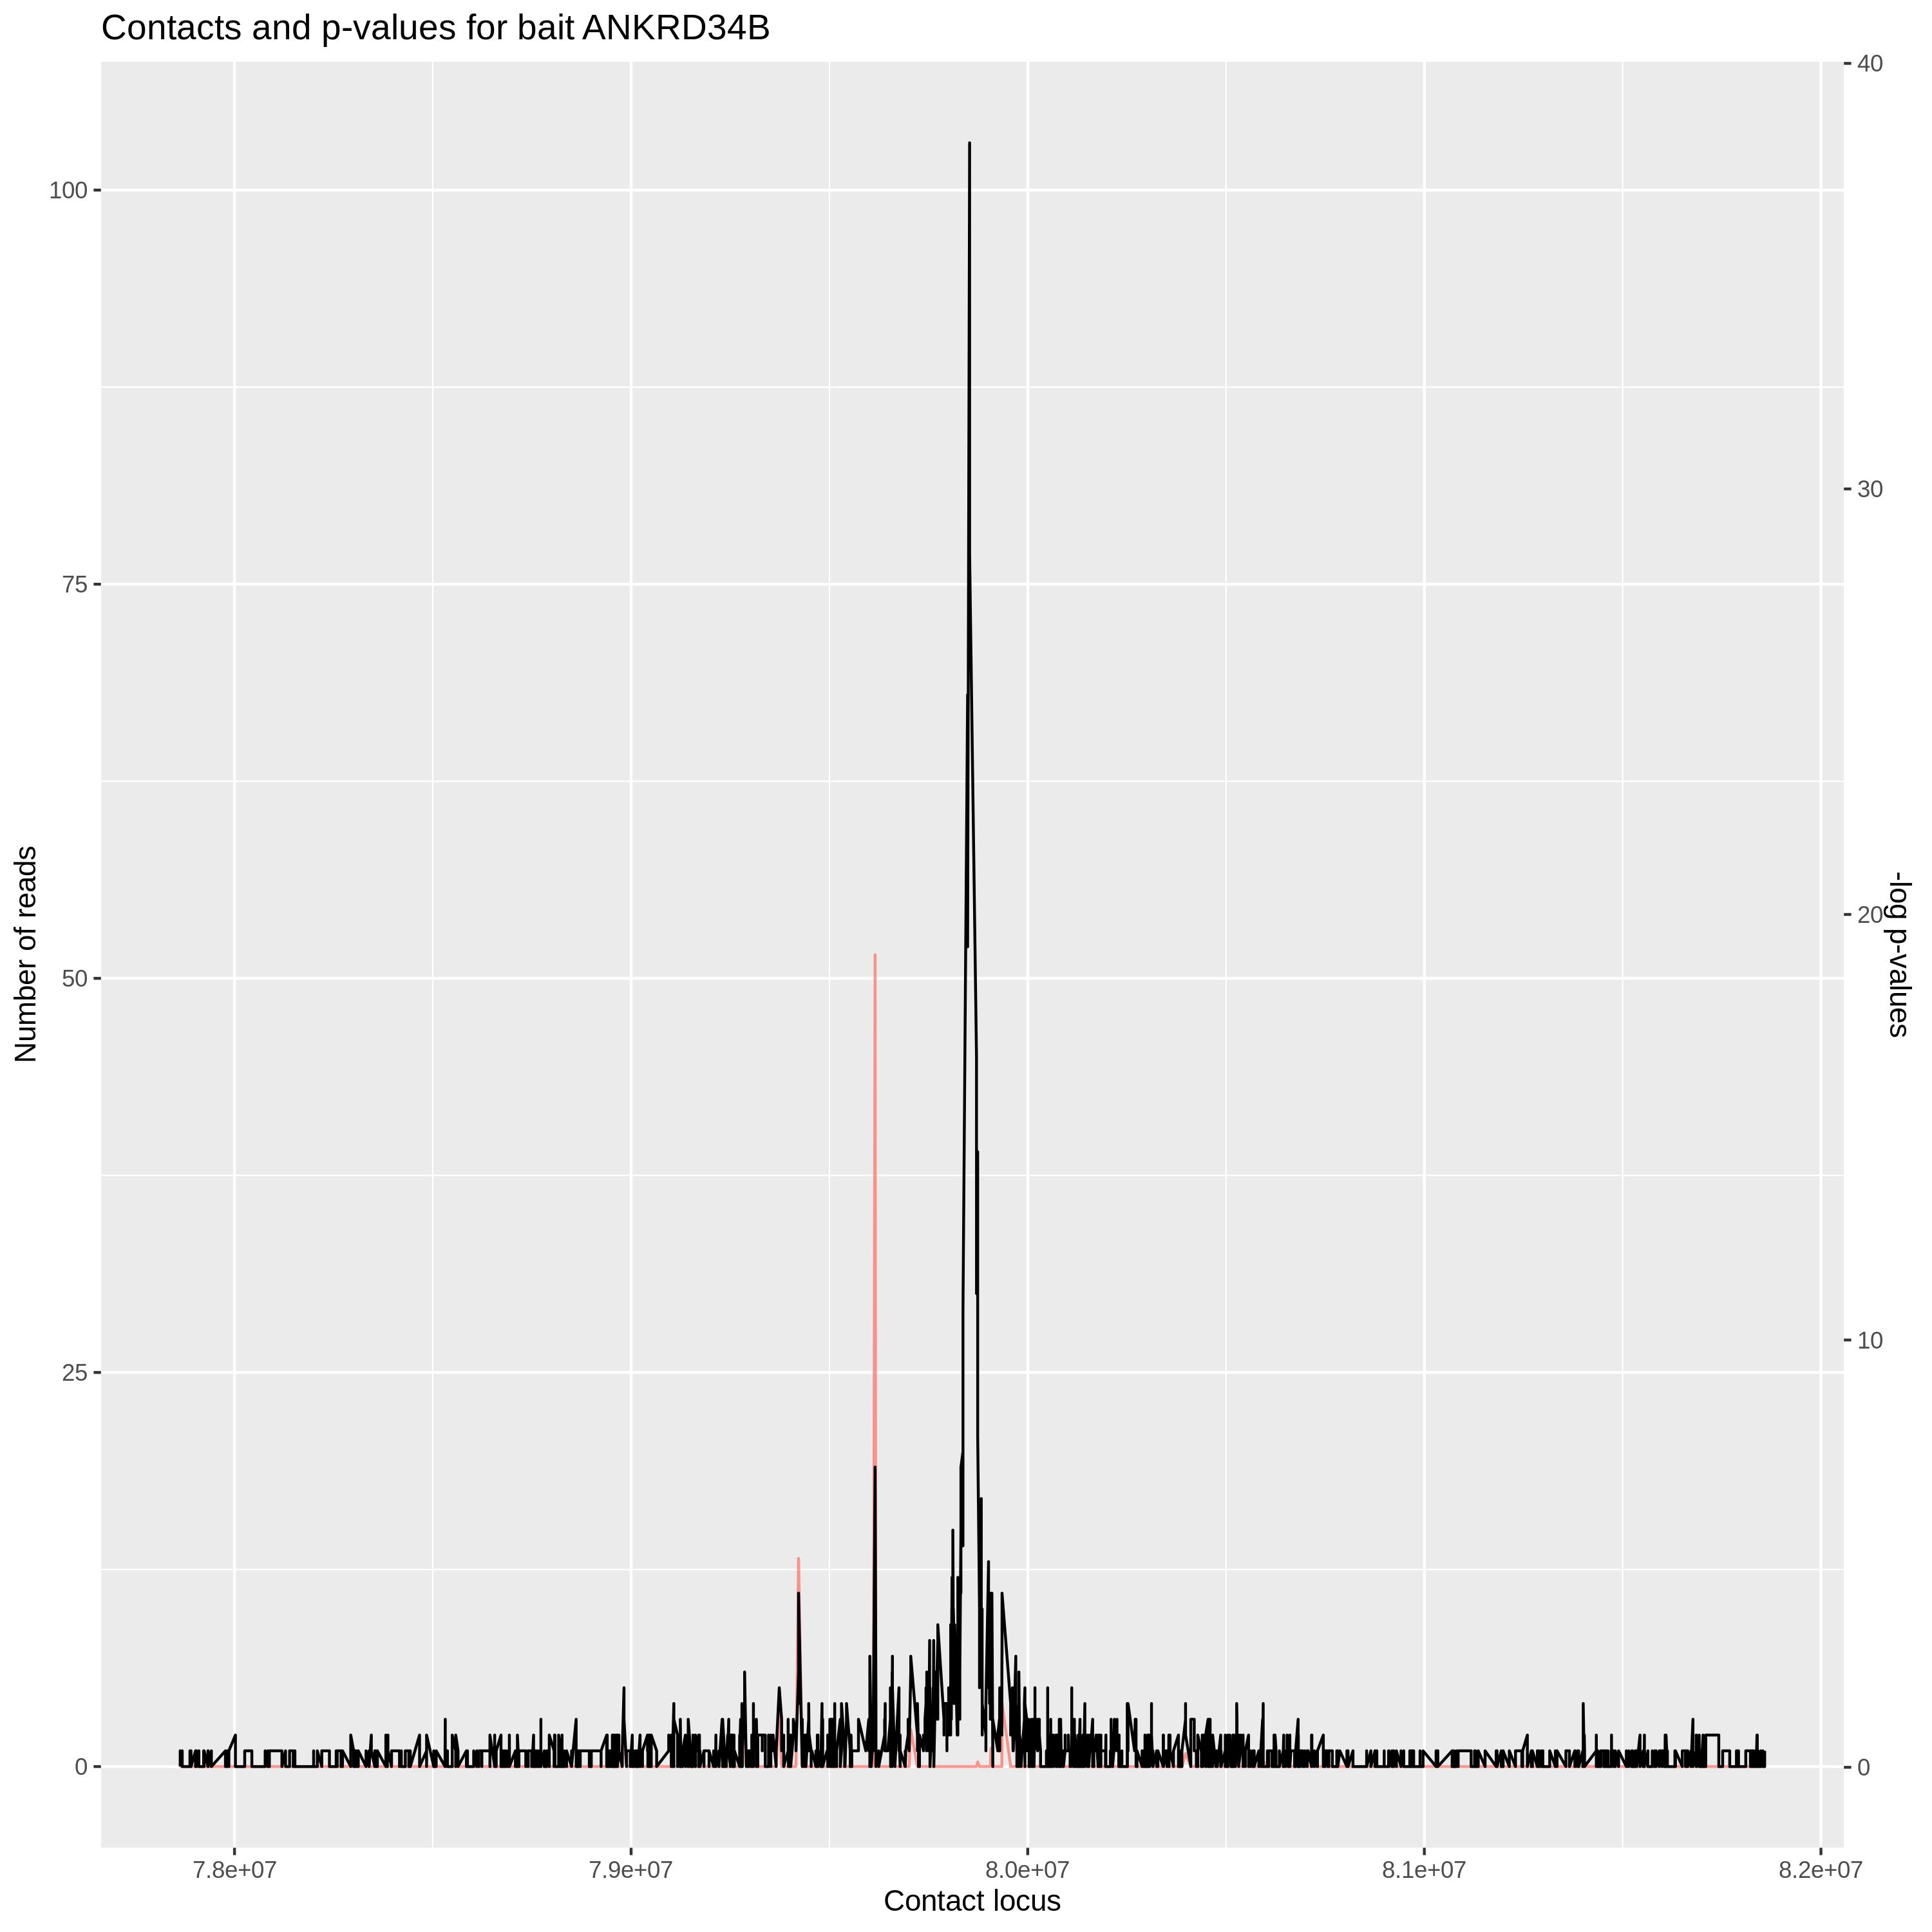 Contacts and p-values for bait ANKRD34B
40
100
30
75
20
50
10
25
0
0
Number of reads
-log p-values
7.8e+07 7.9e+07 8.0e+07 8.1e+07 8.2e+07
Contact locus